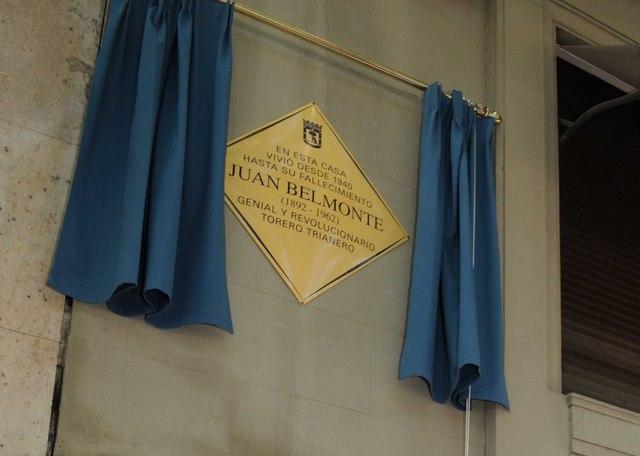 EN ESTA CASA
VIVIÓ DESDE 1940
HASTA SU FALLECIMIENTO
JUAN BELMONTE
(1892 - 1962)
GENIAL Y REVOLUCIONARIO
TORERO TRIANERO